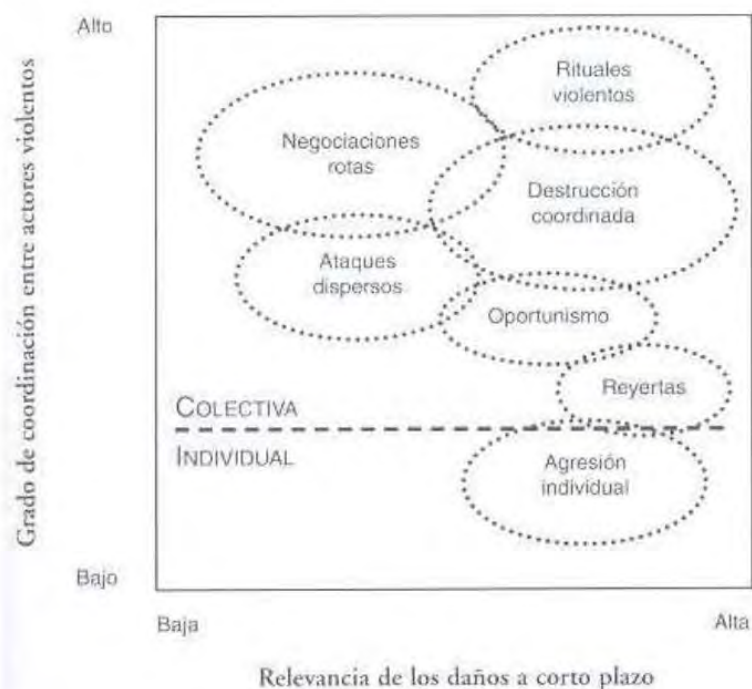 Alto
Grado de coordinación entre actores violentos
Rituales
violentos
Negociaciones
rotas
Destrucción
coordinada
Ataques
dispersos
Oportunismo
Reyertas
COLECTIVA
INDIVIDUAL
Agresión
individual
Bajo
Baja
Alta
Relevancia de los daños a corto plazo